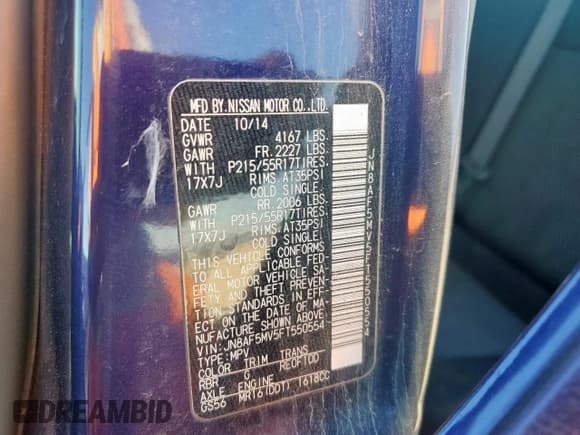 MFD BY.NISSAN MOTOR CO.,LTD.
DATE 10/14
GVWR 4167 LBS.
GAWR FR. 2227 LBS.
WITH P215/55R17TIRES.
17X7J RIMS. AT35PSI
COLD SINGLE.
GAWR RR. 2006 LBS.
WITH P215/55R17TIRES.
17X7J RIMS. AT35PSI
COLD SINGLE.
THIS VEHICLE CONFORMS
TO ALL APPLICABLE FED-
ERAL MOTOR VEHICLE SA-
FETY AND THEFT PREVEN-
TION STANDARDS IN EFF-
ECT ON THE DATE OF MA-
NUFACTURE SHOWN ABOVE.
VIN:JN8AF5MV5FT550554
TYPE:MPV
COLOR TRIM TRANS
RBR G RE0F10D
AXLE ENGINE
GS56 MR16(DDT) 1618CC
JN8AF5MV5FT550554
DREAMBID.COM